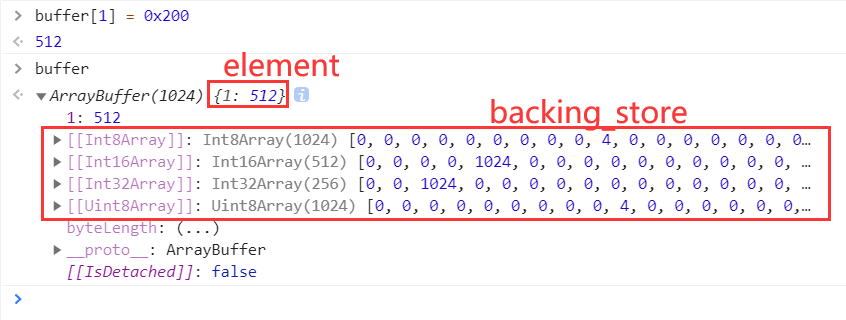 > buffer[1] = 0x200
<· 512
> buffer
element
<· ▼ArrayBuffer(1024) {1: 512} i
1: 512
backing_store
▶ [[Int8Array]]: Int8Array(1024) [0, 0, 0, 0, 0, 0, 0, 0, 0, 4, 0, 0, 0, 0, 0, 0, 0…
▶ [[Int16Array]]: Int16Array(512) [0, 0, 0, 0, 1024, 0, 0, 0, 0, 0, 0, 0, 0, 0, 0, …
▶ [[Int32Array]]: Int32Array(256) [0, 0, 1024, 0, 0, 0, 0, 0, 0, 0, 0, 0, 0, 0, 0, …
▶ [[Uint8Array]]: Uint8Array(1024) [0, 0, 0, 0, 0, 0, 0, 0, 0, 4, 0, 0, 0, 0, 0, 0,…
byteLength: (...)
▶ __proto__: ArrayBuffer
[[IsDetached]]: false
>